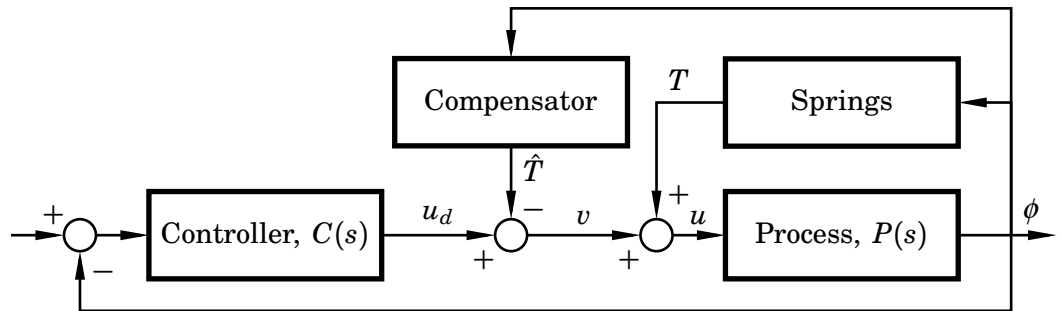 Compensator
T
Springs
T̂
+
−
+
u_d
v
u
ϕ
Controller, C(s)
Process, P(s)
−
+
+